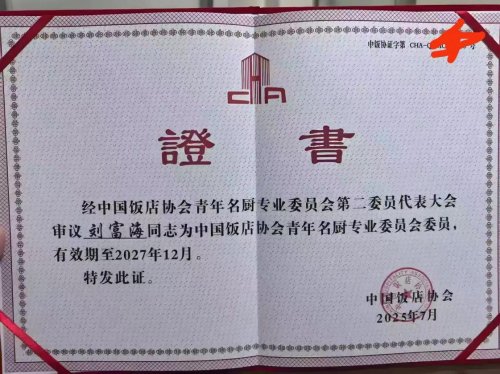 中饭协证字第 CHA-Q
CHA
證書
经中国饭店协会青年名厨专业委员会第二委员代表大会
审议刘富海同志为中国饭店协会青年名厨专业委员会委员，
有效期至2027年12月。
特发此证。
中国饭店协会
2025年7月